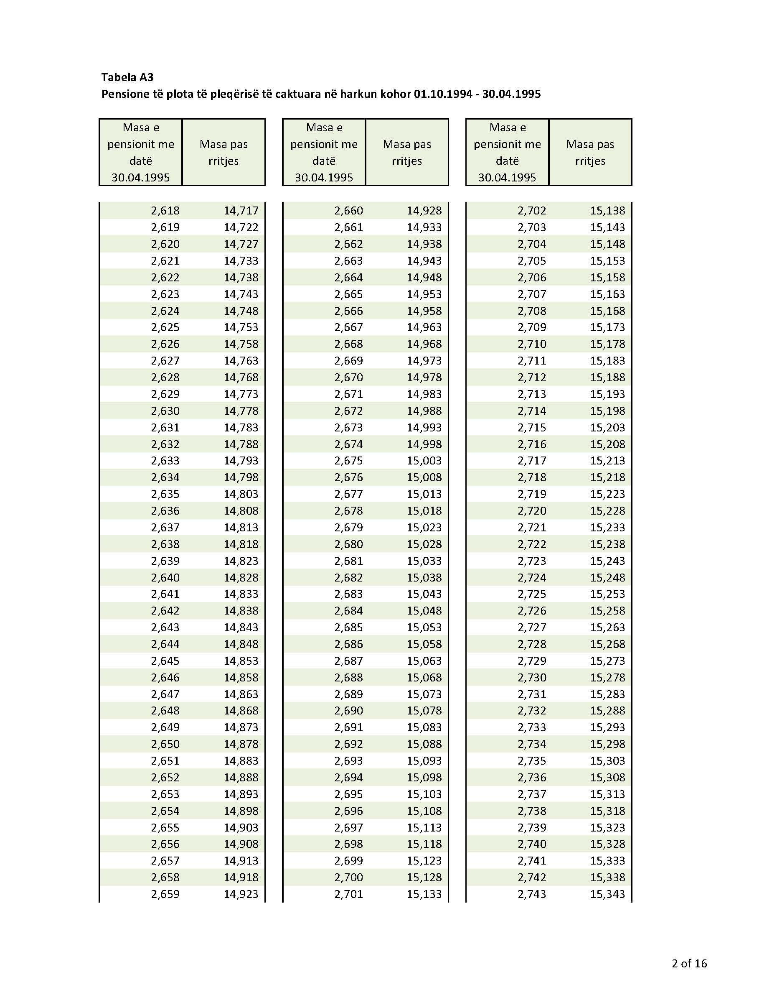 Tabela A3
Pensione të plota të pleqërisë të caktuara në harkun kohor 01.10.1994 - 30.04.1995
Masa e pensionit me datë 30.04.1995 Masa pas rritjes Masa e pensionit me datë 30.04.1995 Masa pas rritjes Masa e pensionit me datë 30.04.1995 Masa pas rritjes
2,618 14,717 2,660 14,928 2,702 15,138
2,619 14,722 2,661 14,933 2,703 15,143
2,620 14,727 2,662 14,938 2,704 15,148
2,621 14,733 2,663 14,943 2,705 15,153
2,622 14,738 2,664 14,948 2,706 15,158
2,623 14,743 2,665 14,953 2,707 15,163
2,624 14,748 2,666 14,958 2,708 15,168
2,625 14,753 2,667 14,963 2,709 15,173
2,626 14,758 2,668 14,968 2,710 15,178
2,627 14,763 2,669 14,973 2,711 15,183
2,628 14,768 2,670 14,978 2,712 15,188
2,629 14,773 2,671 14,983 2,713 15,193
2,630 14,778 2,672 14,988 2,714 15,198
2,631 14,783 2,673 14,993 2,715 15,203
2,632 14,788 2,674 14,998 2,716 15,208
2,633 14,793 2,675 15,003 2,717 15,213
2,634 14,798 2,676 15,008 2,718 15,218
2,635 14,803 2,677 15,013 2,719 15,223
2,636 14,808 2,678 15,018 2,720 15,228
2,637 14,813 2,679 15,023 2,721 15,233
2,638 14,818 2,680 15,028 2,722 15,238
2,639 14,823 2,681 15,033 2,723 15,243
2,640 14,828 2,682 15,038 2,724 15,248
2,641 14,833 2,683 15,043 2,725 15,253
2,642 14,838 2,684 15,048 2,726 15,258
2,643 14,843 2,685 15,053 2,727 15,263
2,644 14,848 2,686 15,058 2,728 15,268
2,645 14,853 2,687 15,063 2,729 15,273
2,646 14,858 2,688 15,068 2,730 15,278
2,647 14,863 2,689 15,073 2,731 15,283
2,648 14,868 2,690 15,078 2,732 15,288
2,649 14,873 2,691 15,083 2,733 15,293
2,650 14,878 2,692 15,088 2,734 15,298
2,651 14,883 2,693 15,093 2,735 15,303
2,652 14,888 2,694 15,098 2,736 15,308
2,653 14,893 2,695 15,103 2,737 15,313
2,654 14,898 2,696 15,108 2,738 15,318
2,655 14,903 2,697 15,113 2,739 15,323
2,656 14,908 2,698 15,118 2,740 15,328
2,657 14,913 2,699 15,123 2,741 15,333
2,658 14,918 2,700 15,128 2,742 15,338
2,659 14,923 2,701 15,133 2,743 15,343
2 of 16